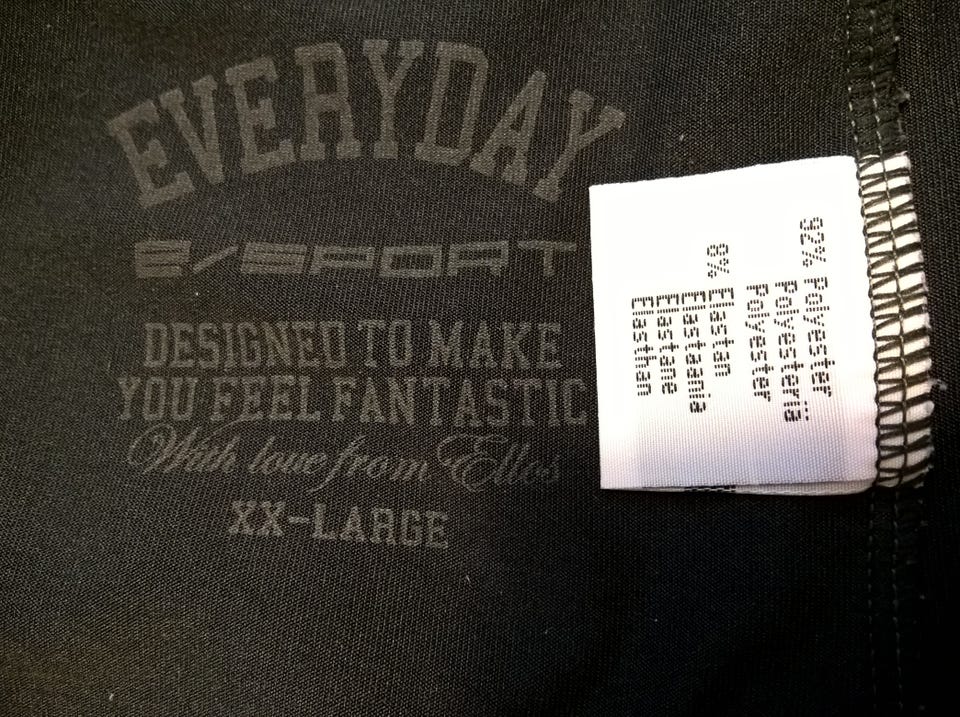 EVERYDAY
E/SPORT
DESIGNED TO MAKE
YOU FEEL FANTASTIC
With love from Ellos
XX-LARGE
92% Polyester
Polyesteriä
Polyester
8% Elastan
Elastania
Elastane
Elasthan